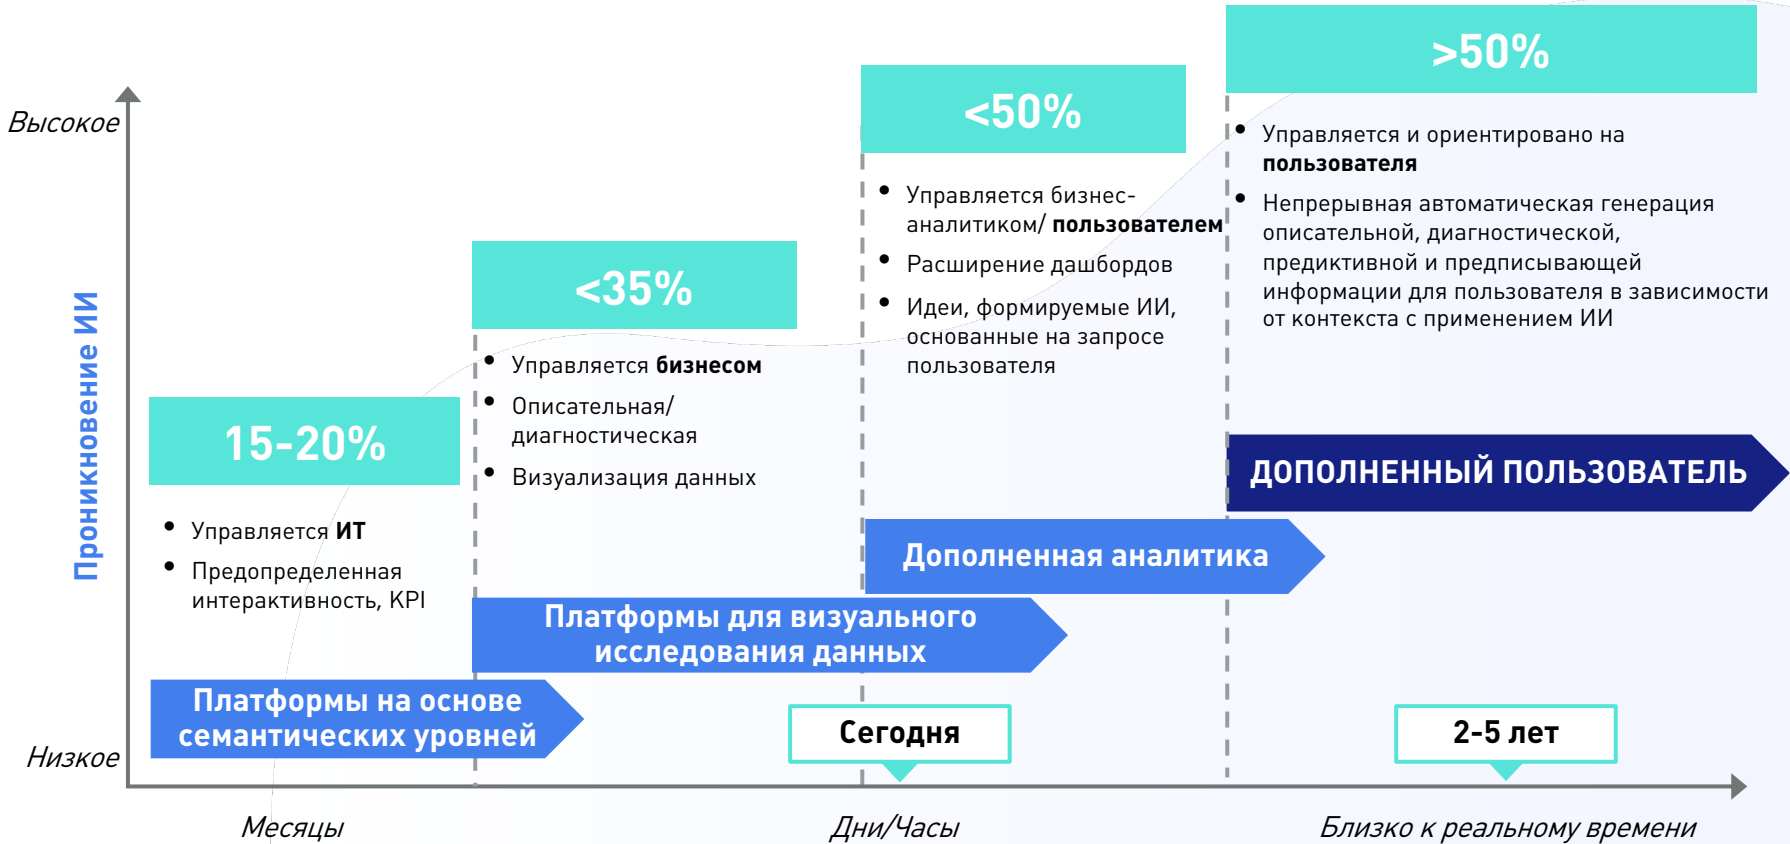 Высокое
Проникновение ИИ
Низкое
15-20%
Управляется ИТ
Предопределенная
интерактивность, KPI
Платформы на основе
семантических уровней
<35%
Управляется бизнесом
Описательная/
диагностическая
Визуализация данных
Платформы для визуального
исследования данных
<50%
Управляется бизнес-
аналитиком/ пользователем
Расширение дашбордов
Идеи, формируемые ИИ,
основанные на запросе
пользователя
Дополненная аналитика
>50%
Управляется и ориентировано на
пользователя
Непрерывная автоматическая генерация
описательной, диагностической,
предиктивной и предписывающей
информации для пользователя в зависимости
от контекста с применением ИИ
ДОПОЛНЕННЫЙ ПОЛЬЗОВАТЕЛЬ
Сегодня
2-5 лет
Месяцы
Дни/Часы
Близко к реальному времени